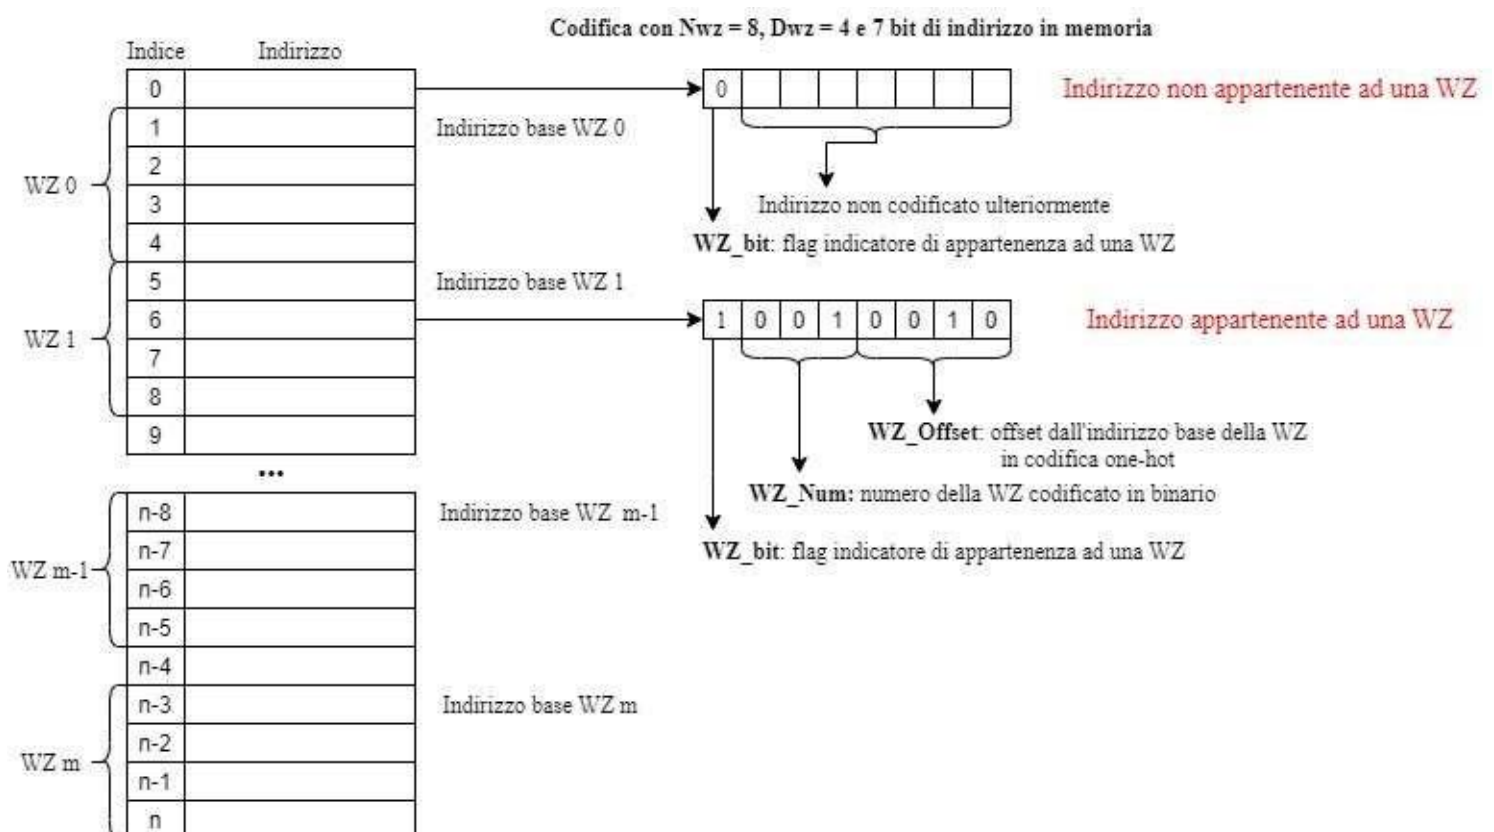 Codifica con Nwz = 8, Dwz = 4 e 7 bit di indirizzo in memoria
Indice
Indirizzo
0
0
Indirizzo non appartenente ad una WZ
1
Indirizzo base WZ 0
2
WZ 0
3
Indirizzo non codificato ulteriormente
4
WZ_bit: flag indicatore di appartenenza ad una WZ
5
Indirizzo base WZ 1
6
1 0 0 1 0 0 1 0
Indirizzo appartenente ad una WZ
WZ 1
7
8
9
WZ_Offset: offset dall'indirizzo base della WZ
in codifica one-hot
...
WZ_Num: numero della WZ codificato in binario
n-8
Indirizzo base WZ m-1
n-7
WZ_bit: flag indicatore di appartenenza ad una WZ
WZ m-1
n-6
n-5
n-4
n-3
Indirizzo base WZ m
n-2
WZ m
n-1
n